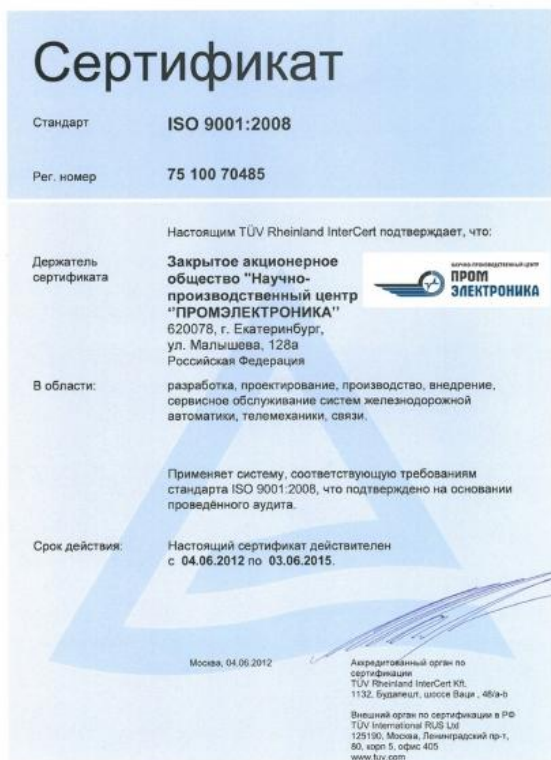 Сертификат
Стандарт
ISO 9001:2008
Рег. номер
75 100 70485
Настоящим TÜV Rheinland InterCert подтверждает, что:
Держатель
сертификата
Закрытое акционерное
общество "Научно-
производственный центр
"ПРОМЭЛЕКТРОНИКА"
620078, г. Екатеринбург,
ул. Малышева, 128а
Российская Федерация
НАУЧНО-ПРОИЗВОДСТВЕННЫЙ ЦЕНТР
ПРОМ
ЭЛЕКТРОНИКА
В области:
разработка, проектирование, производство, внедрение,
сервисное обслуживание систем железнодорожной
автоматики, телемеханики, связи.
Применяет систему, соответствующую требованиям
стандарта ISO 9001:2008, что подтверждено на основании
проведённого аудита.
Срок действия:
Настоящий сертификат действителен
с 04.06.2012 по 03.06.2015.
Москва, 04.06.2012
Аккредитованный орган по
сертификации
TÜV Rheinland InterCert Kft.
1132, Будапешт, шоссе Ваци , 48/a-b
Внешний орган по сертификации в РФ
TÜV International RUS Ltd
125190, Москва, Ленинградский пр-т,
80, корп 5, офис 405
www.tuv.com